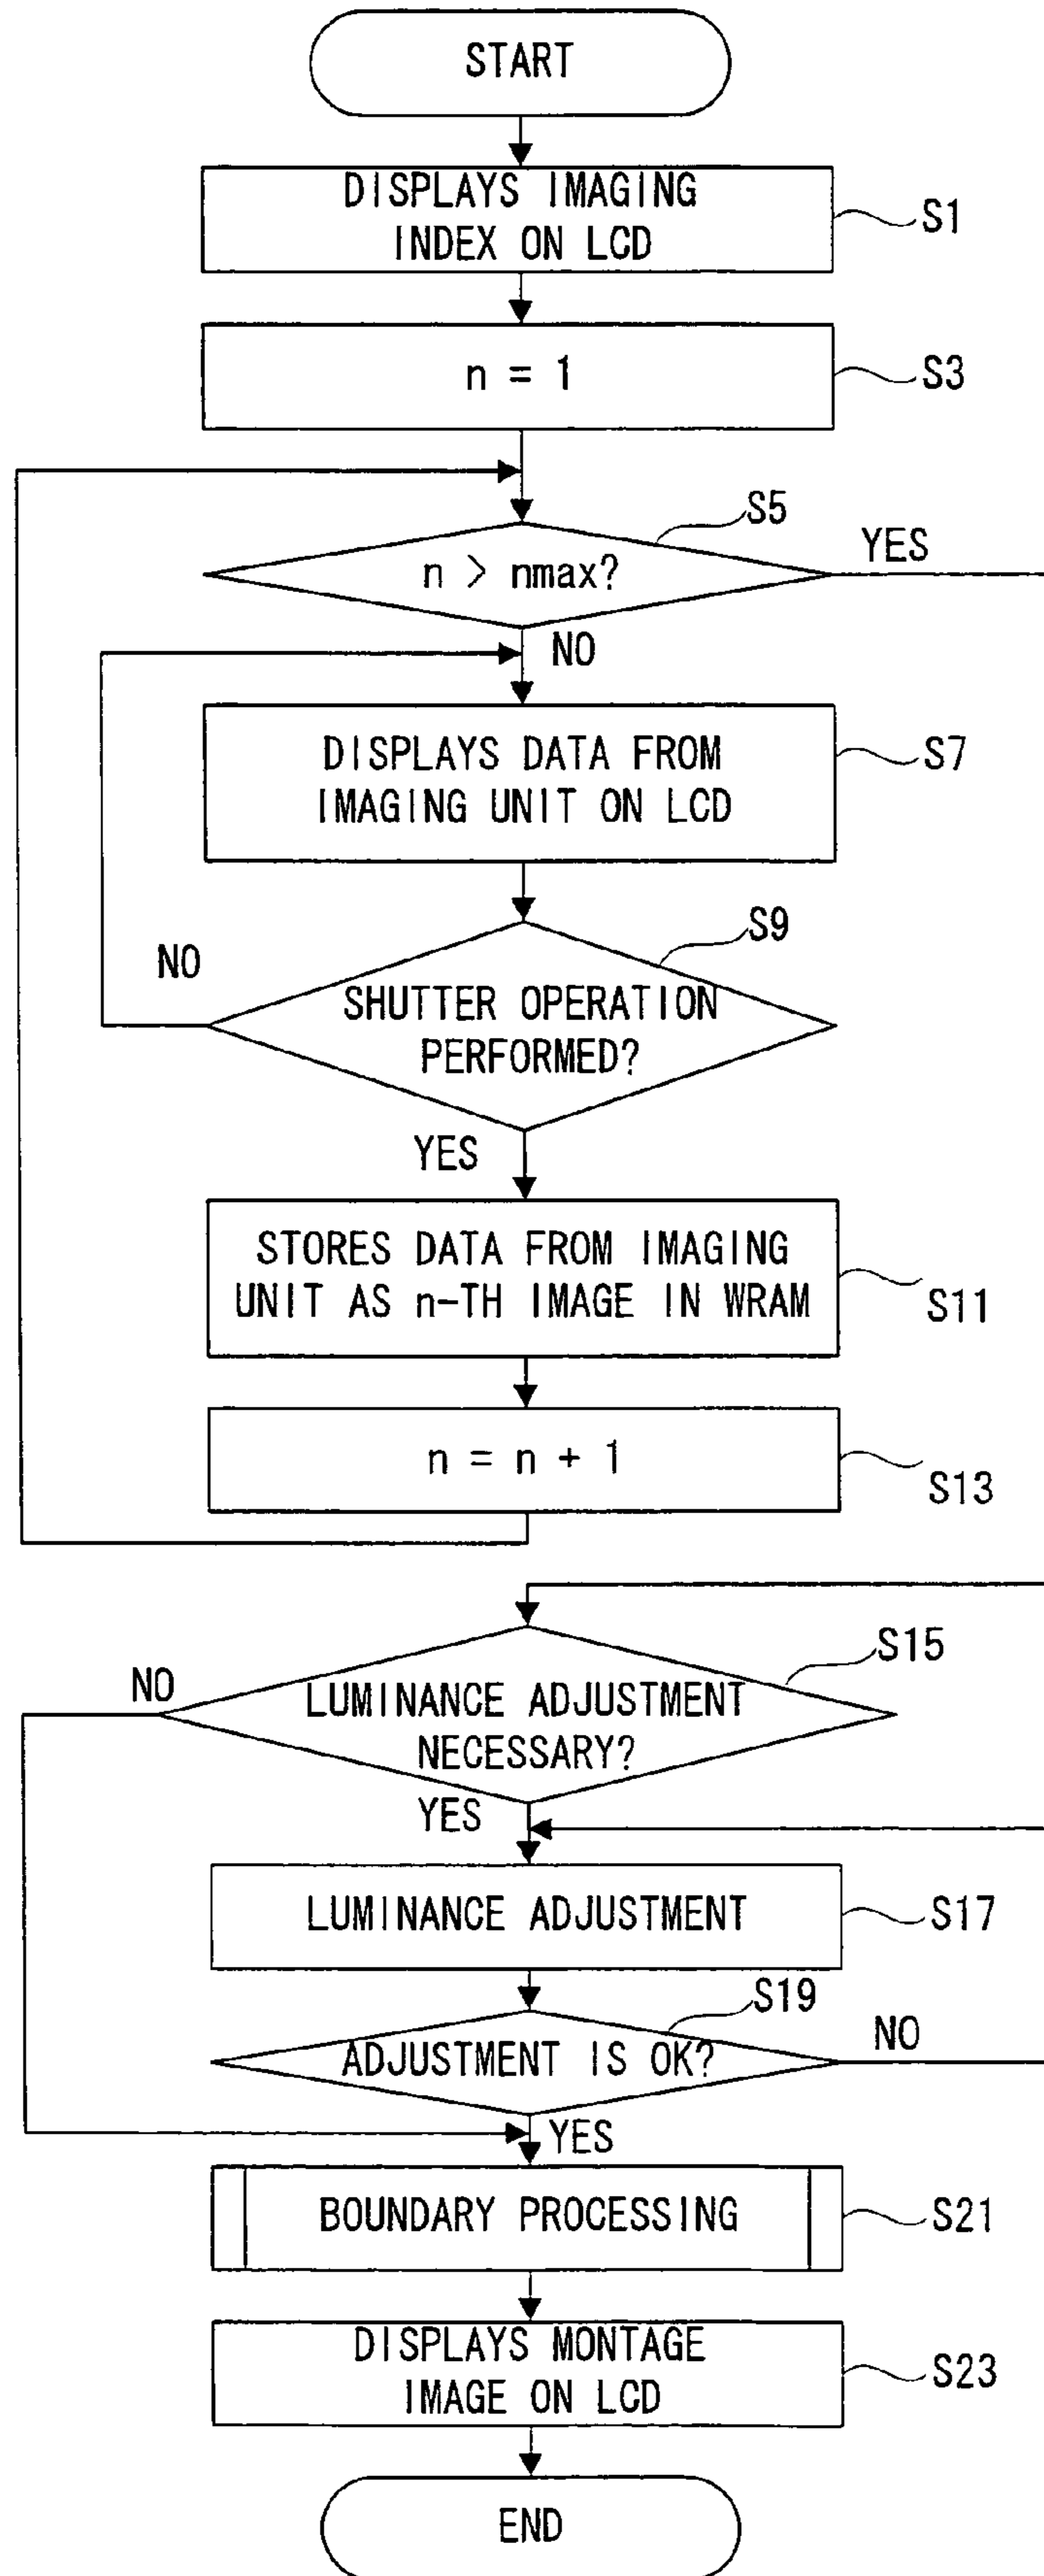 START
DISPLAYS IMAGING
INDEX ON LCD
S1
n = 1
S3
S5
n > nmax?
YES
NO
DISPLAYS DATA FROM
IMAGING UNIT ON LCD
S7
S9
NO
SHUTTER OPERATION
PERFORMED?
YES
STORES DATA FROM IMAGING
UNIT AS n-TH IMAGE IN WRAM
S11
n = n + 1
S13
S15
NO
LUMINANCE ADJUSTMENT
NECESSARY?
YES
LUMINANCE ADJUSTMENT
S17
S19
ADJUSTMENT IS OK?
NO
YES
BOUNDARY PROCESSING
S21
DISPLAYS MONTAGE
IMAGE ON LCD
S23
END